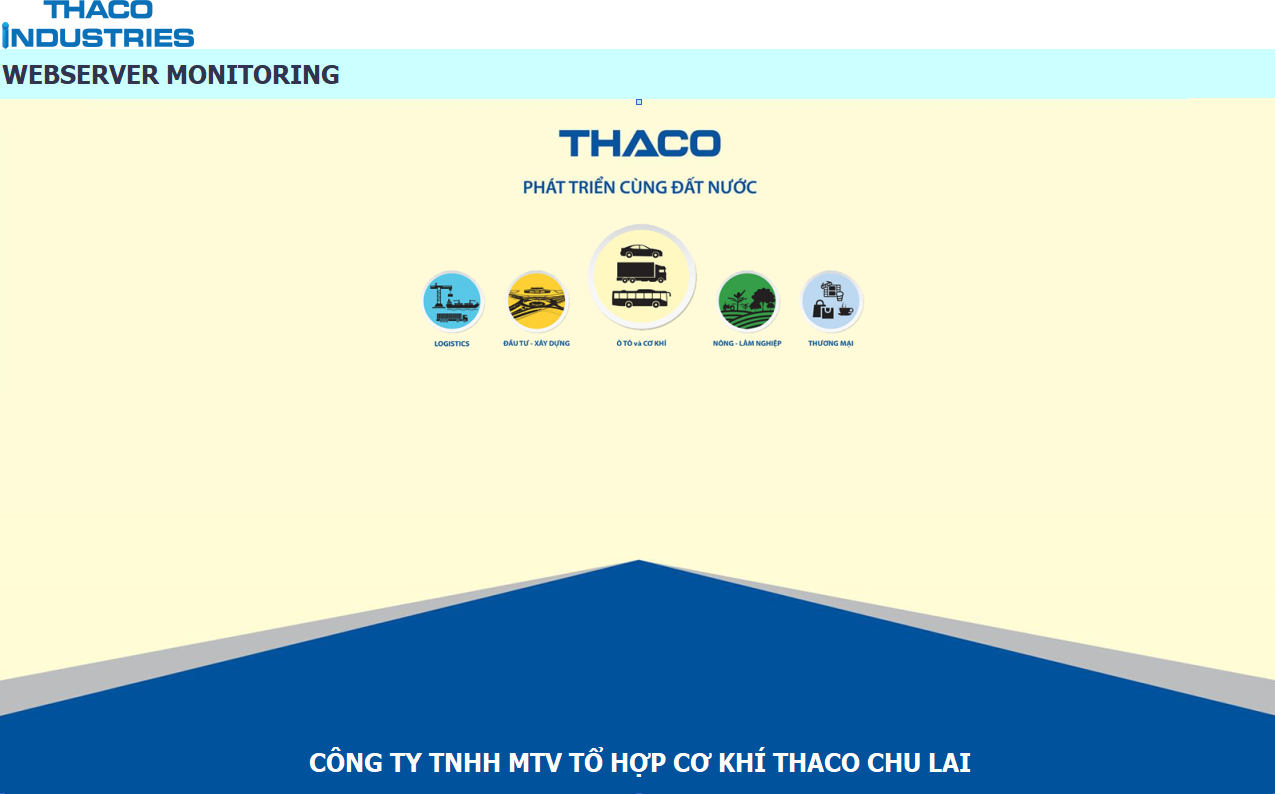 THACO
INDUSTRIES
WEBSERVER MONITORING
THACO
PHÁT TRIỂN CÙNG ĐẤT NƯỚC
LOGISTICS
ĐẦU TƯ - XÂY DỰNG
Ô TÔ và CƠ KHÍ
NÔNG - LÂM NGHIỆP
THƯƠNG MẠI
CÔNG TY TNHH MTV TỔ HỢP CƠ KHÍ THACO CHU LAI